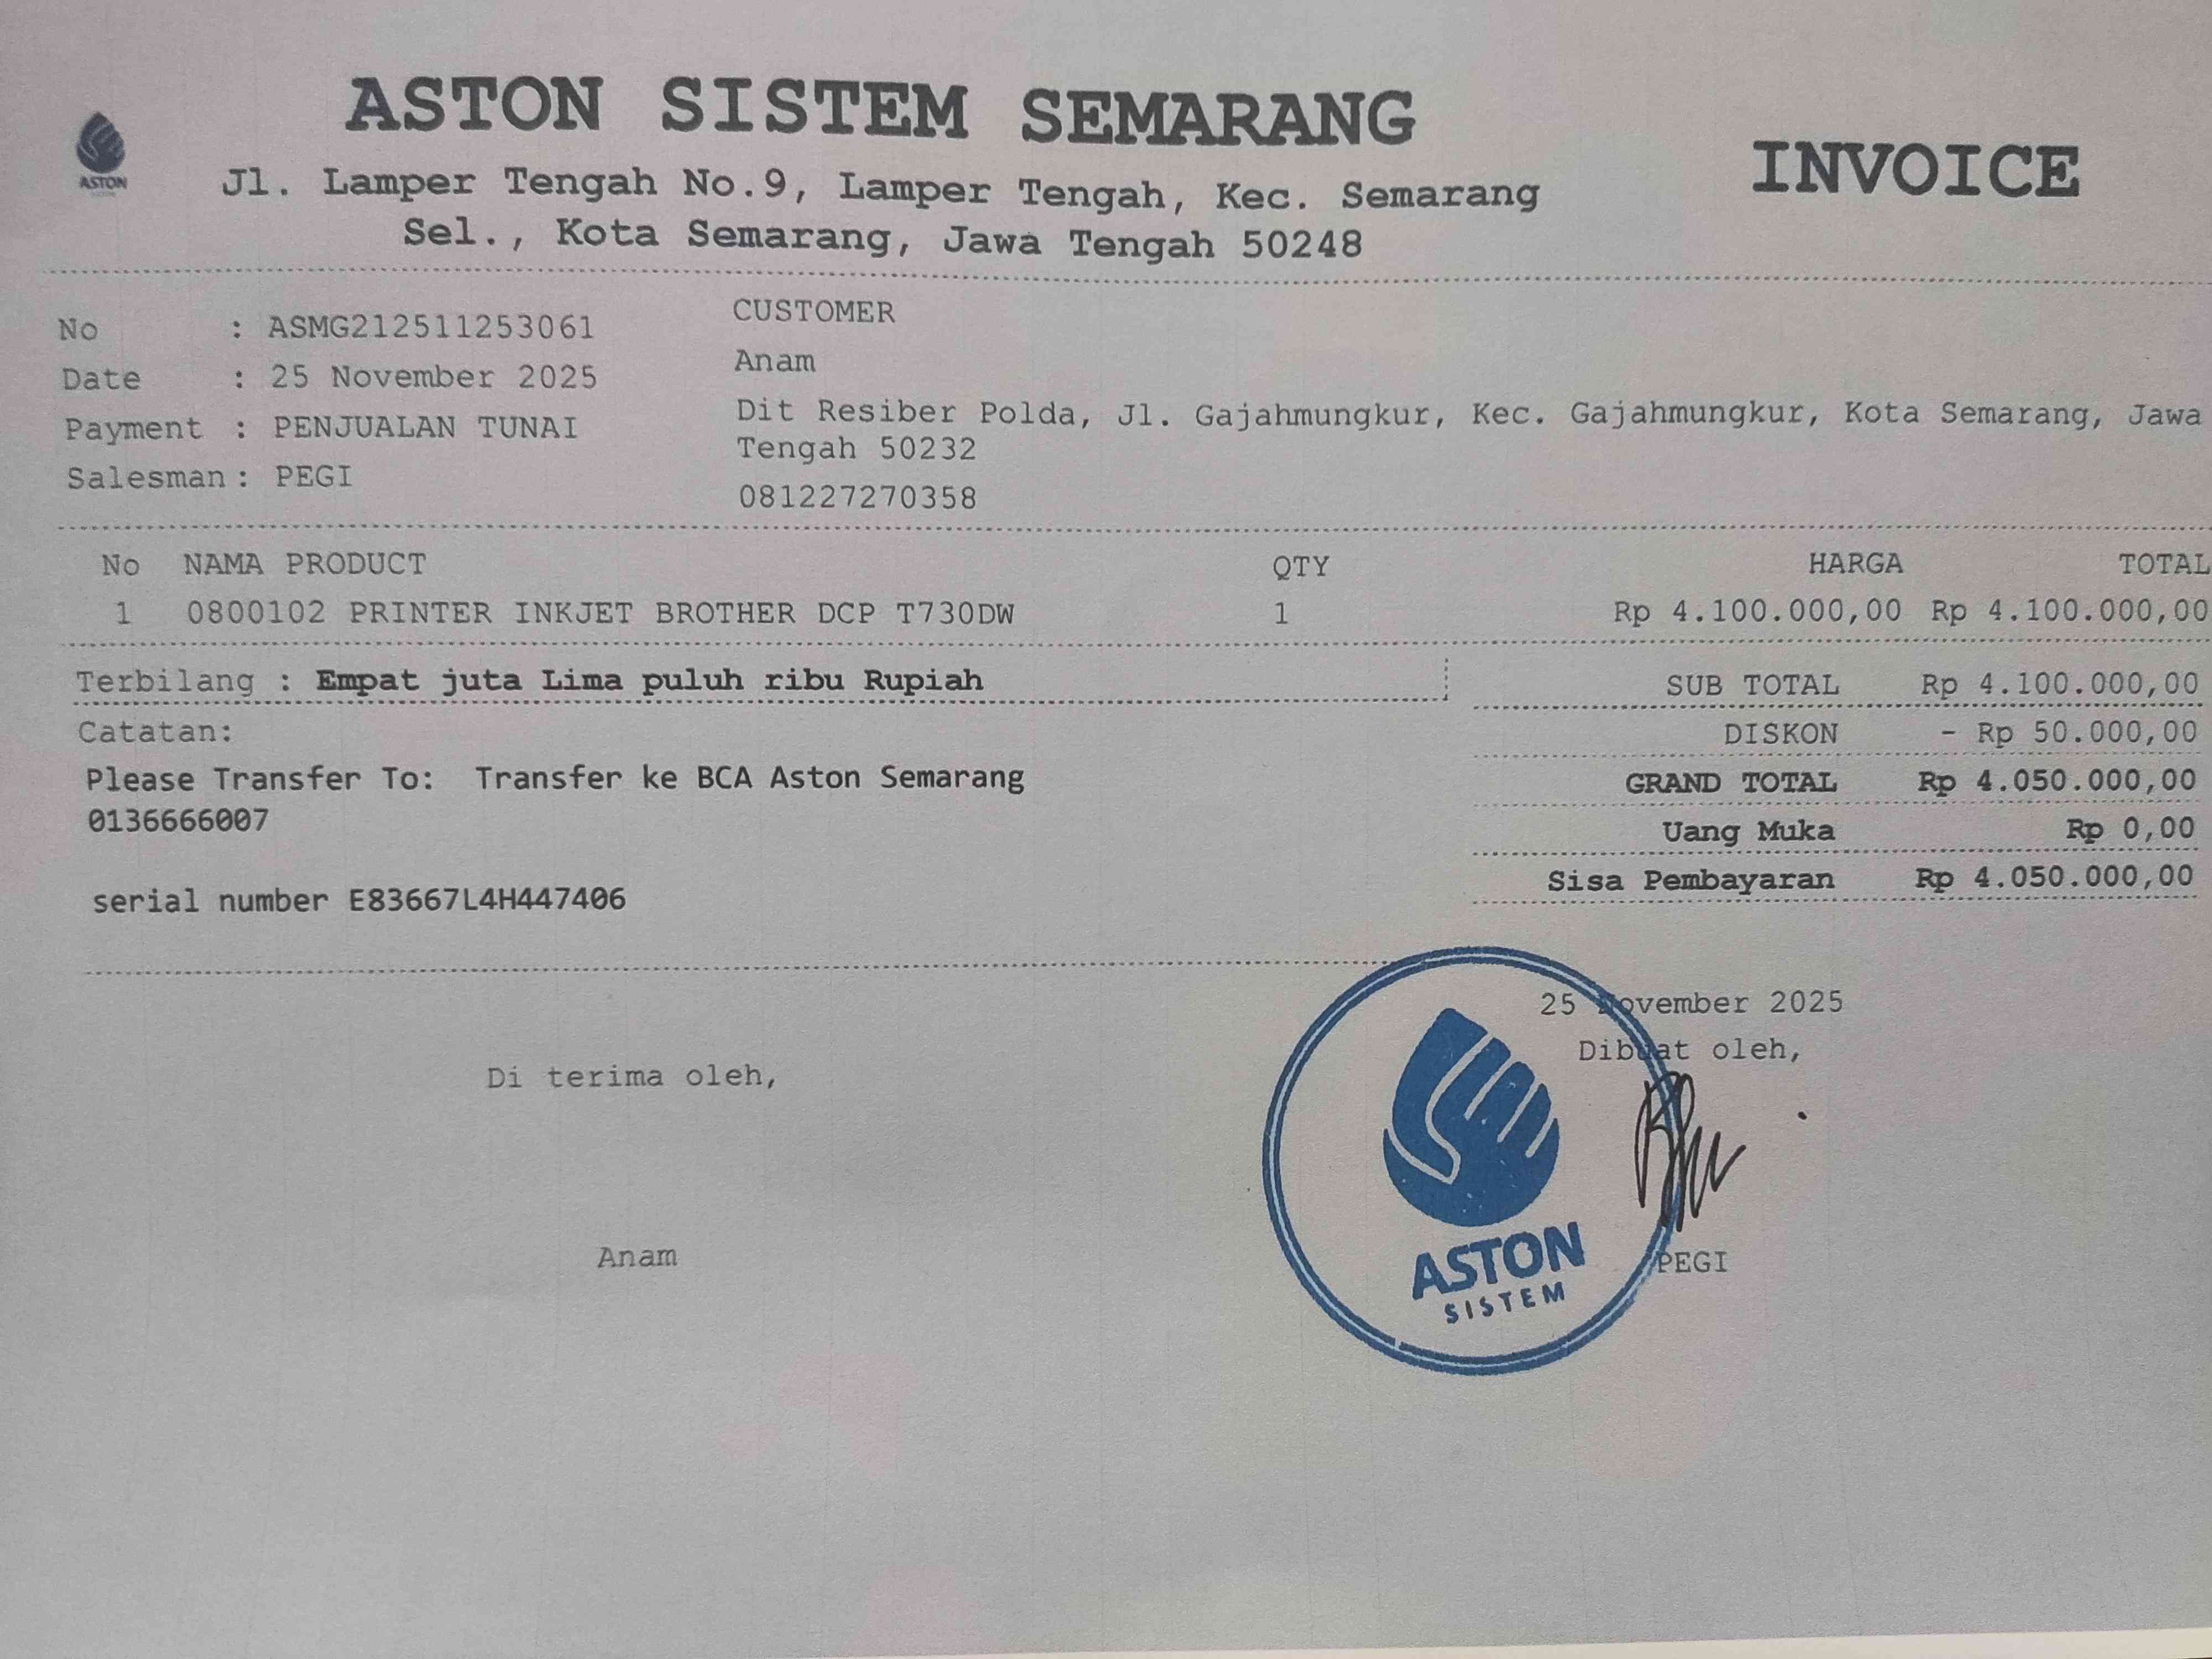 ASTON SISTEM SEMARANG
Jl. Lamper Tengah No.9, Lamper Tengah, Kec. Semarang
Sel., Kota Semarang, Jawa Tengah 50248
INVOICE
ASTON
No : ASMG212511253061
Date : 25 November 2025
Payment : PENJUALAN TUNAI
Salesman : PEGI
CUSTOMER
Anam
Dit Resiber Polda, Jl. Gajahmungkur, Kec. Gajahmungkur, Kota Semarang, Jawa
Tengah 50232
081227270358
No NAMA PRODUCT QTY HARGA TOTAL
1 0800102 PRINTER INKJET BROTHER DCP T730DW 1 Rp 4.100.000,00 Rp 4.100.000,00
Terbilang : Empat juta Lima puluh ribu Rupiah
Catatan:
Please Transfer To: Transfer ke BCA Aston Semarang
0136666007
serial number E83667L4H447406
SUB TOTAL Rp 4.100.000,00
DISKON - Rp 50.000,00
GRAND TOTAL Rp 4.050.000,00
Uang Muka Rp 0,00
Sisa Pembayaran Rp 4.050.000,00
25 November 2025
Dibuat oleh,
Di terima oleh,
Anam
PEGI
ASTON
SISTEM